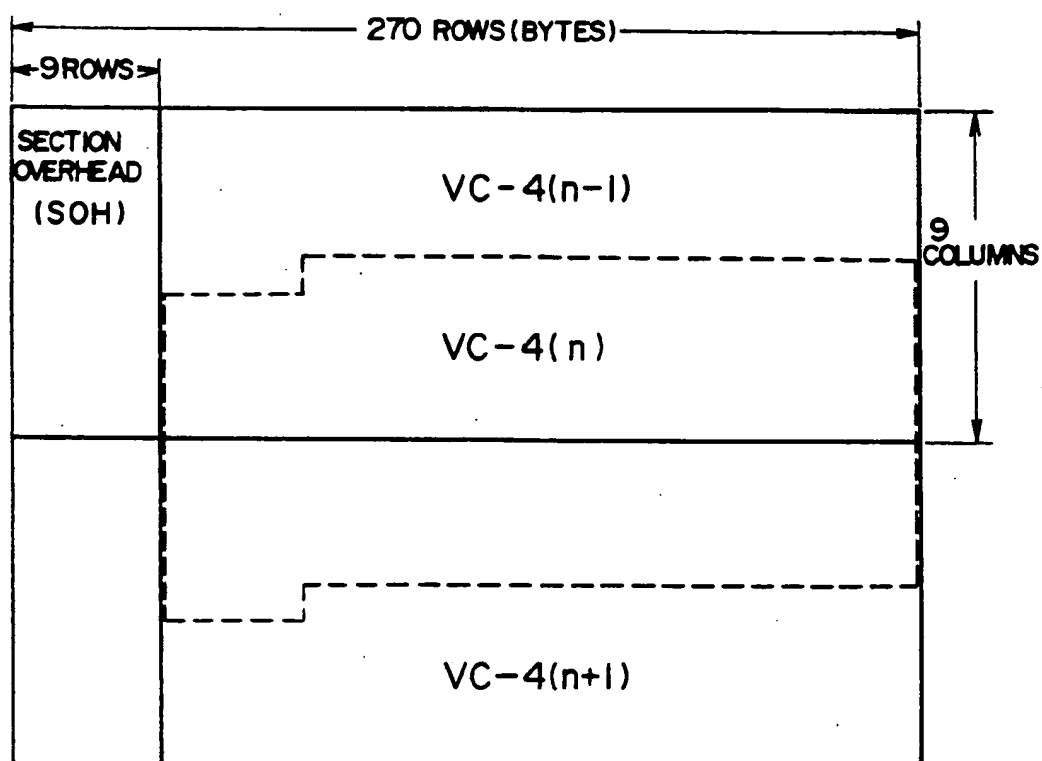 270 ROWS (BYTES)
9 ROWS
SECTION
OVERHEAD
(SOH)
VC-4(n-1)
9
COLUMNS
VC-4(n)
VC-4(n+1)